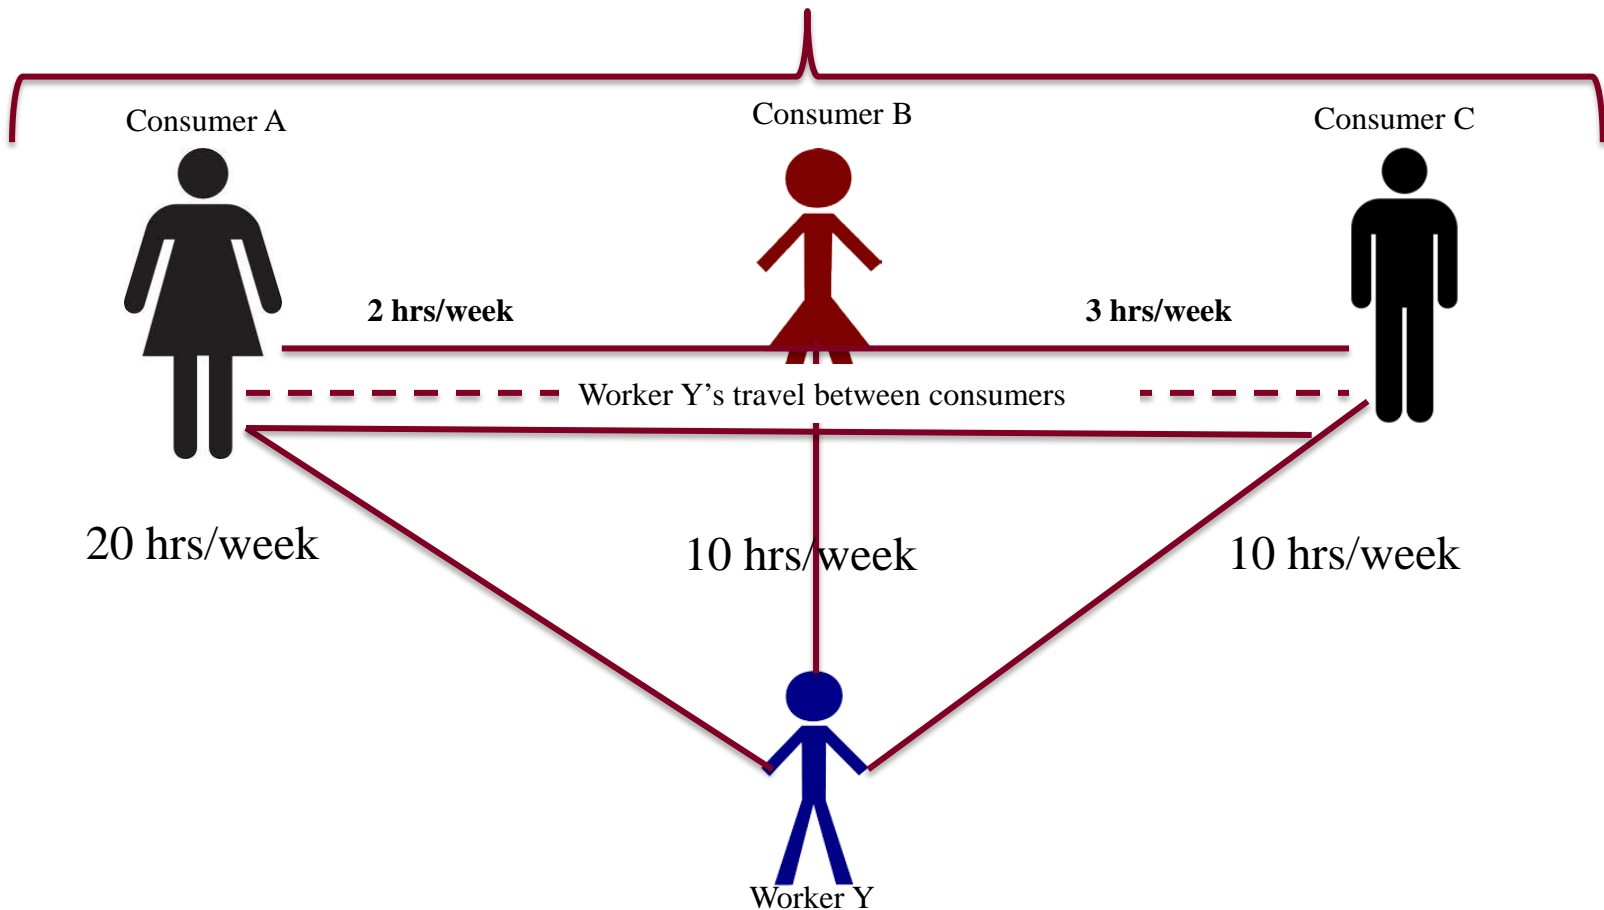 Consumer A
Consumer B
Consumer C
2 hrs/week
3 hrs/week
Worker Y’s travel between consumers
20 hrs/week
10 hrs/week
10 hrs/week
Worker Y